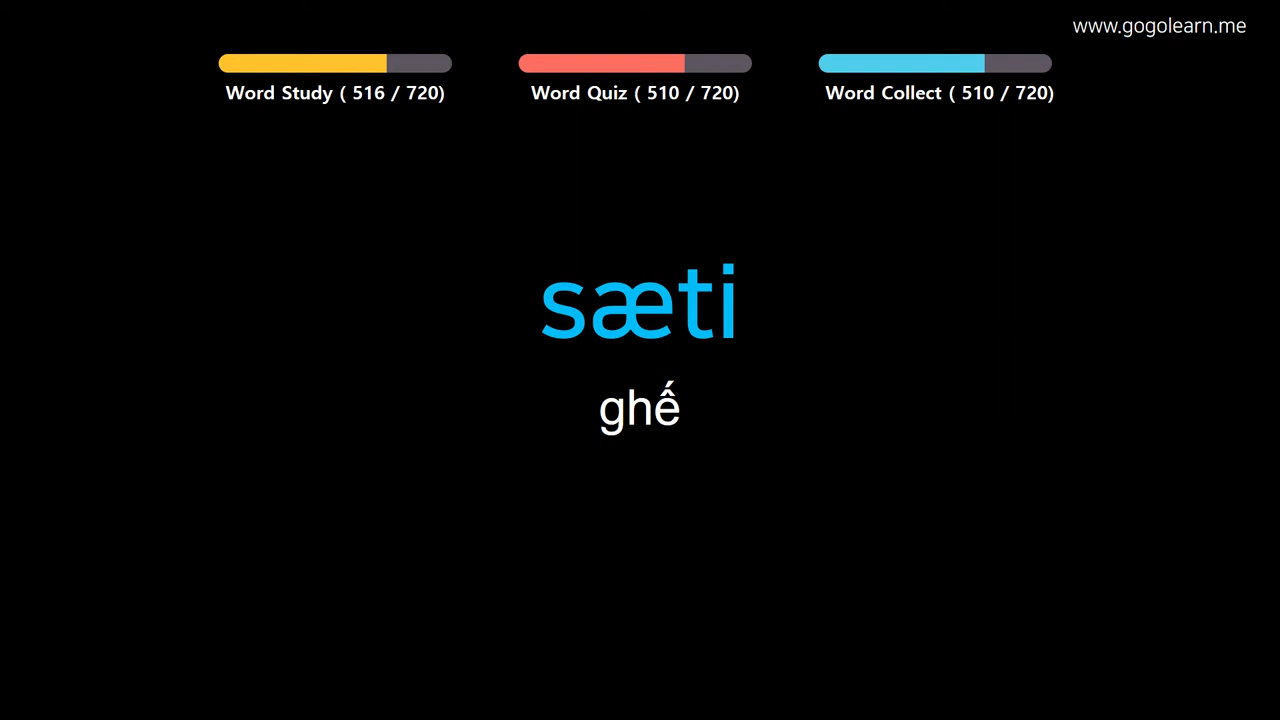 www.gogolearn.me
Word Study ( 516 / 720)
Word Quiz ( 510 / 720)
Word Collect ( 510 / 720)
sæti
ghế